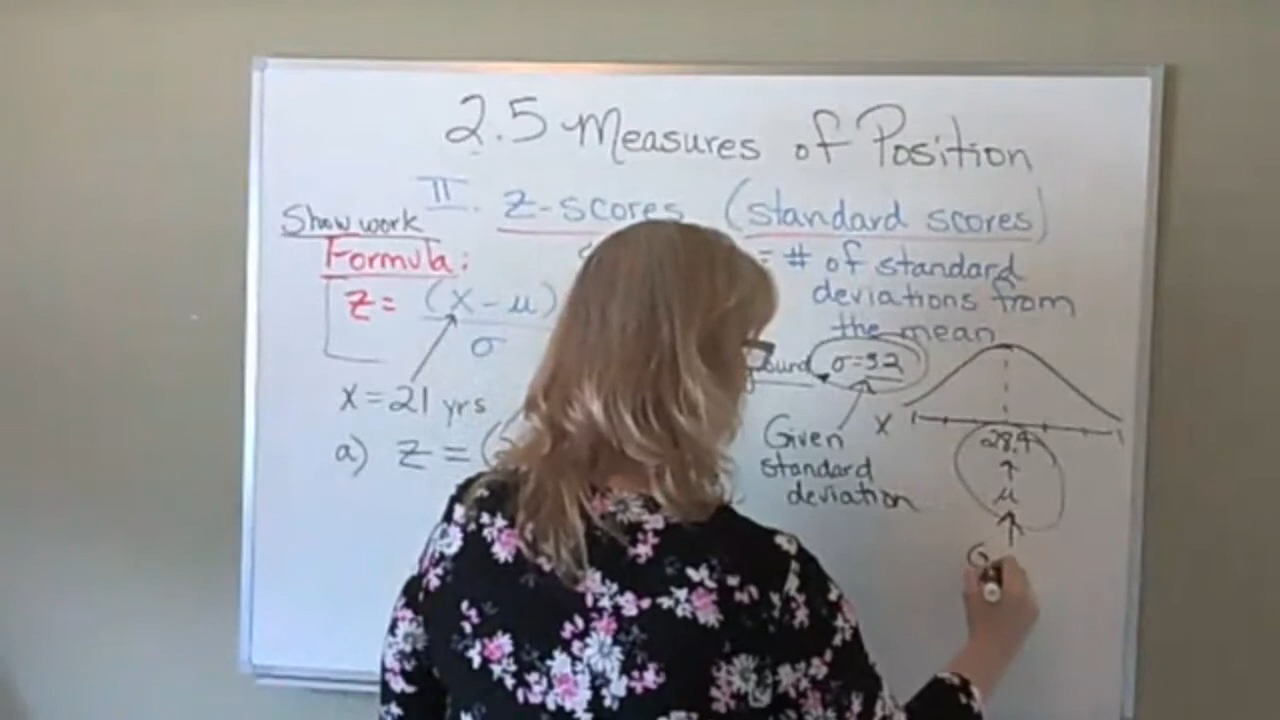 2.5 Measures of Position
II. z-scores (standard scores)
Show work
Formula:
z = (x - μ)
σ
= # of standard
deviations from
the mean
σ=3.2
x = 21 yrs
a) z = (
Given
standard
deviation
x
28.4
↑
μ
↑
G